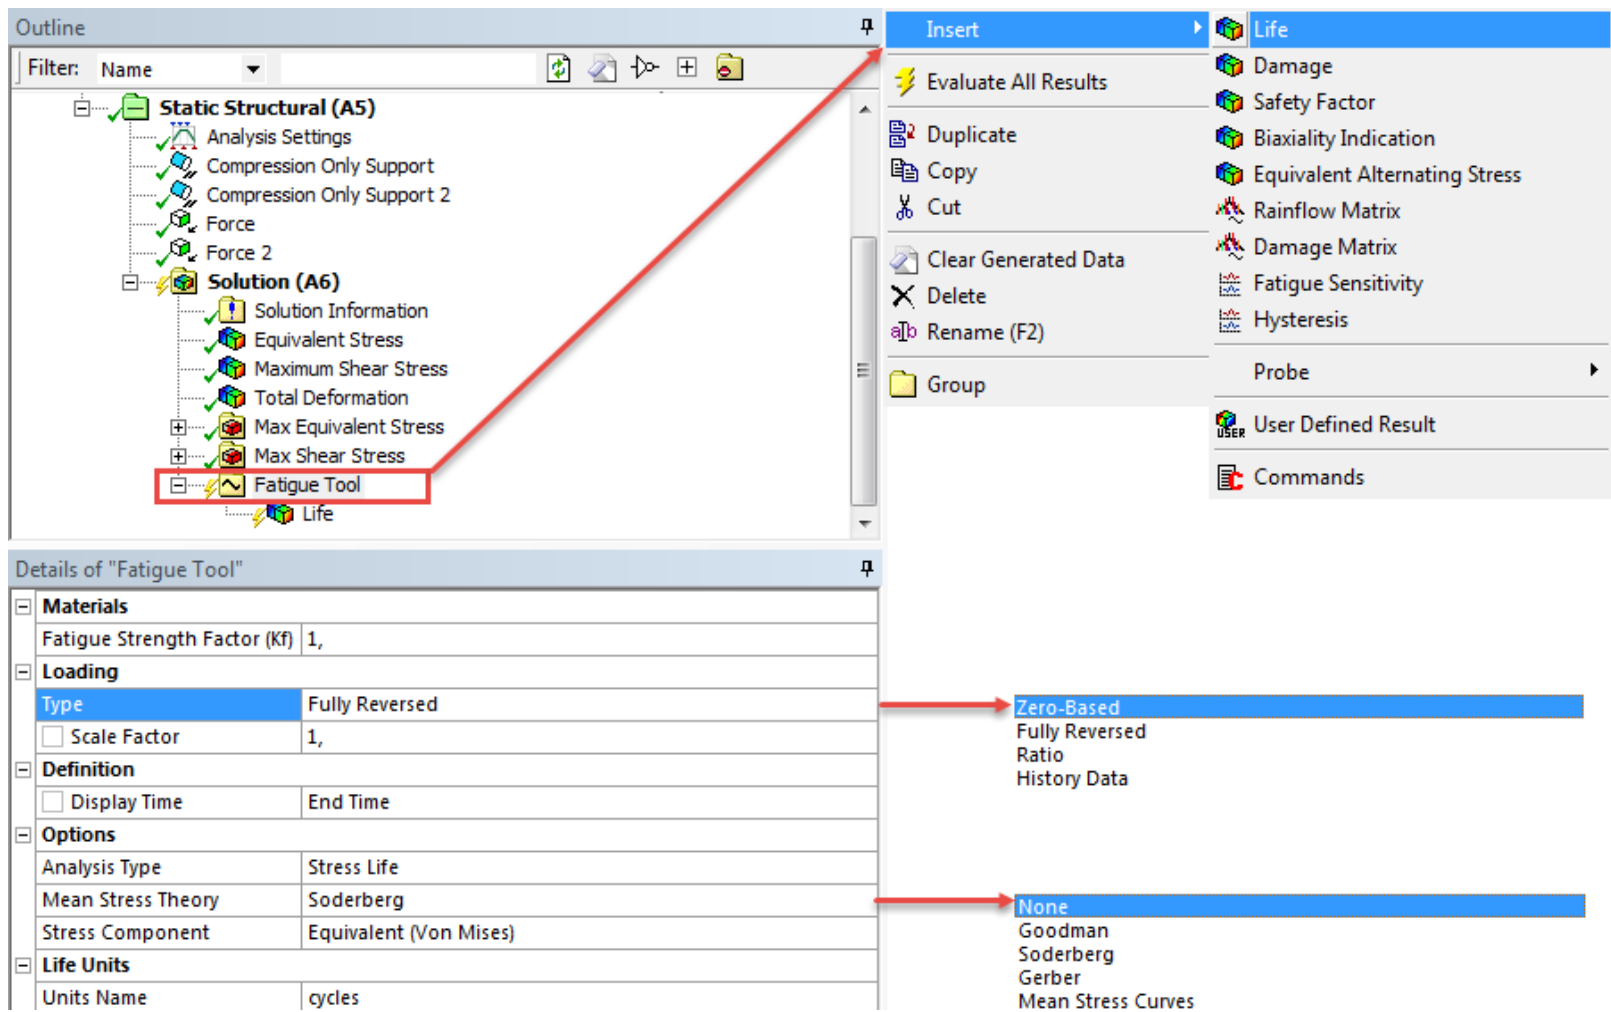 Outline
Filter: Name
Static Structural (A5)
Analysis Settings
Compression Only Support
Compression Only Support 2
Force
Force 2
Solution (A6)
Solution Information
Equivalent Stress
Maximum Shear Stress
Total Deformation
Max Equivalent Stress
Max Shear Stress
Fatigue Tool
Life
Insert
Evaluate All Results
Duplicate
Copy
Cut
Clear Generated Data
Delete
Rename (F2)
Group
Life
Damage
Safety Factor
Biaxiality Indication
Equivalent Alternating Stress
Rainflow Matrix
Damage Matrix
Fatigue Sensitivity
Hysteresis
Probe
USER User Defined Result
Commands
Details of "Fatigue Tool"
Materials
Fatigue Strength Factor (Kf) 1,
Loading
Type Fully Reversed
Scale Factor 1,
Definition
Display Time End Time
Options
Analysis Type Stress Life
Mean Stress Theory Soderberg
Stress Component Equivalent (Von Mises)
Life Units
Units Name cycles
Zero-Based
Fully Reversed
Ratio
History Data
None
Goodman
Soderberg
Gerber
Mean Stress Curves